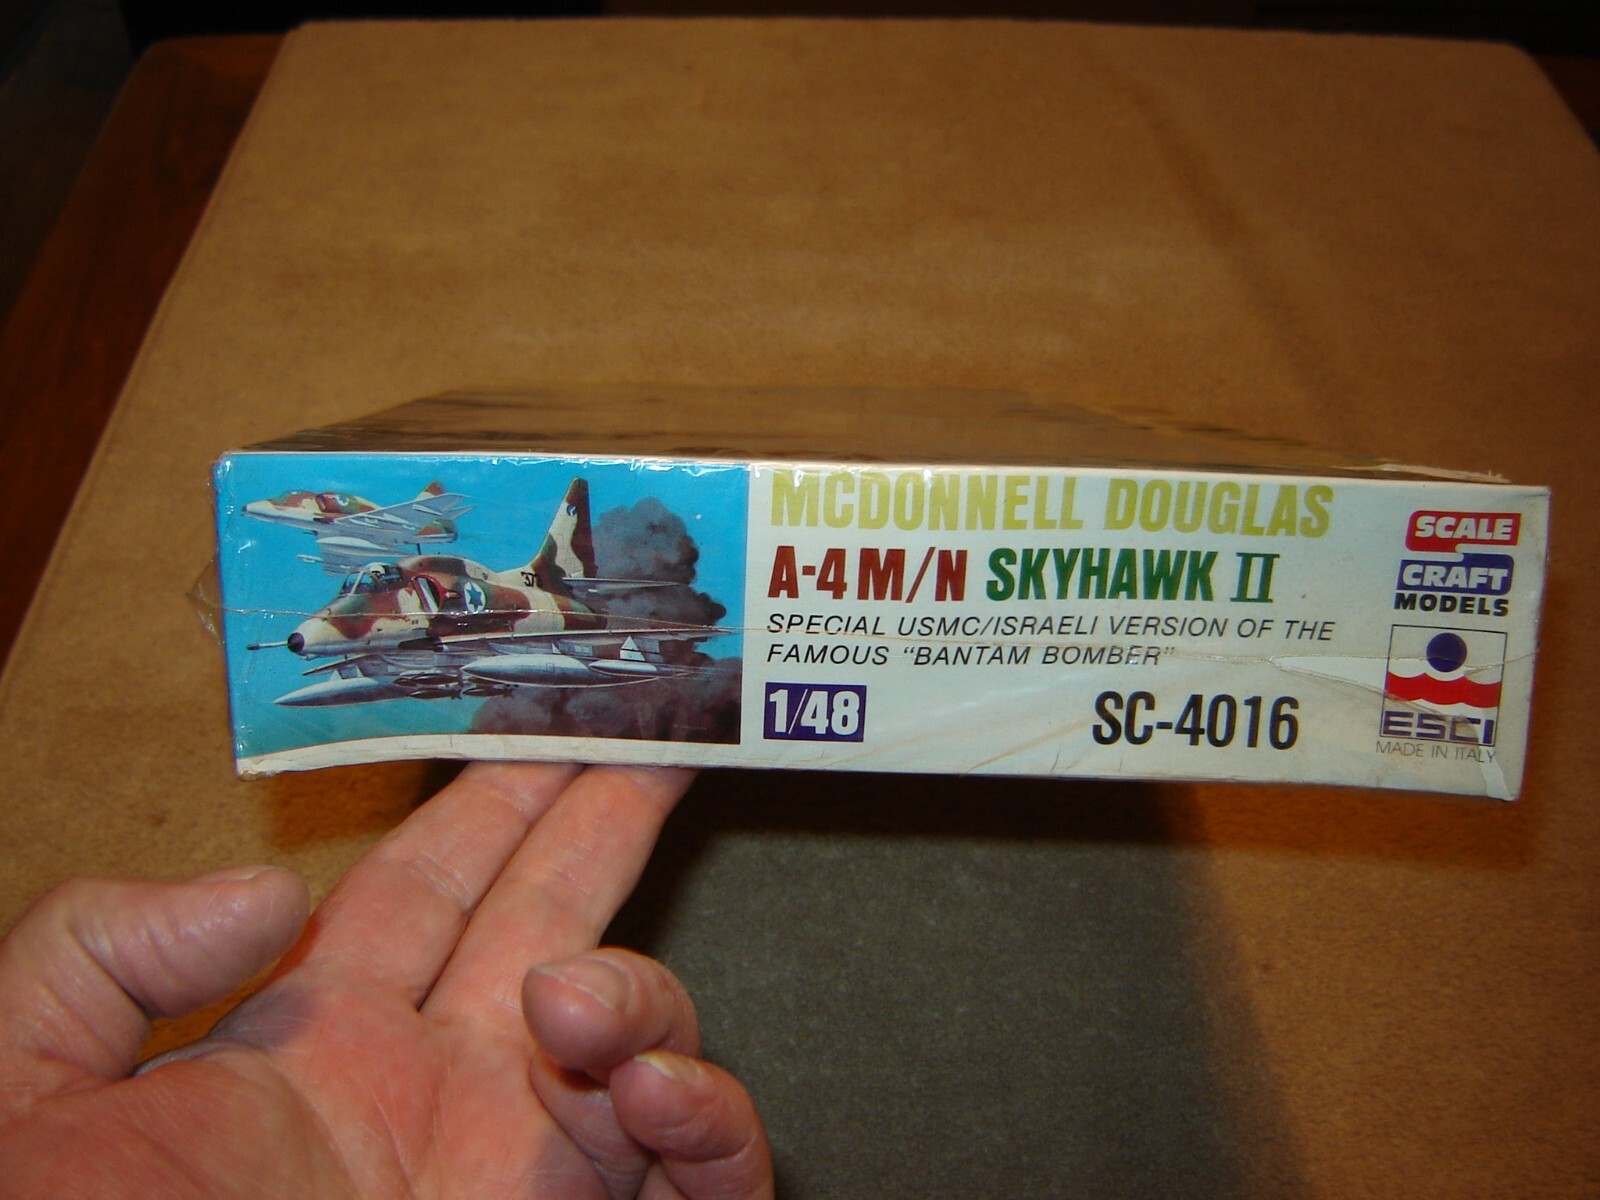 MCDONNELL DOUGLAS
A-4 M/N SKYHAWK II
SPECIAL USMC/ISRAELI VERSION OF THE
FAMOUS "BANTAM BOMBER"
1/48
SC-4016
SCALE
CRAFT
MODELS
ESCI
MADE IN ITALY